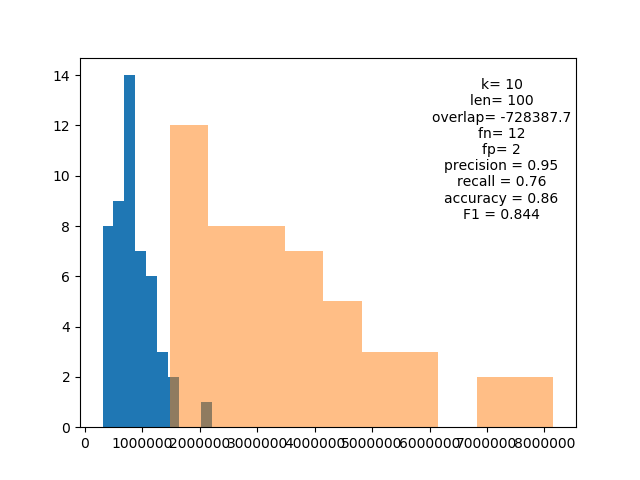 14
12
10
8
6
4
2
0
k= 10
len= 100
overlap= -728387.7
fn= 12
fp= 2
precision = 0.95
recall = 0.76
accuracy = 0.86
F1 = 0.844
0 1000000 2000000 3000000 4000000 5000000 6000000 7000000 8000000